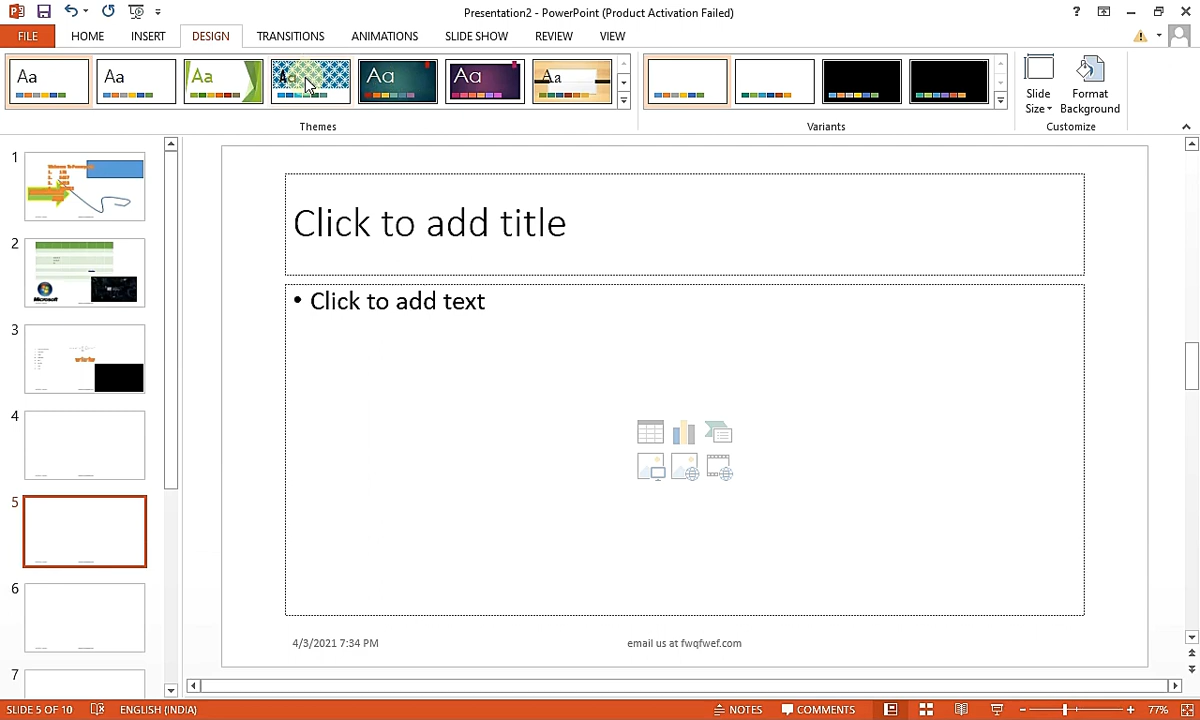 Presentation2 - PowerPoint (Product Activation Failed)
FILE HOME INSERT DESIGN TRANSITIONS ANIMATIONS SLIDE SHOW REVIEW VIEW
Aa Aa Aa Aa Aa Aa Aa
Slide Size
Format Background
Themes Variants Customize
1
Microsoft
2
3
4
5
6
7
Click to add title
• Click to add text
4/3/2021 7:34 PM email us at fwqfwef.com
SLIDE 5 OF 10 ENGLISH (INDIA) NOTES COMMENTS 77%